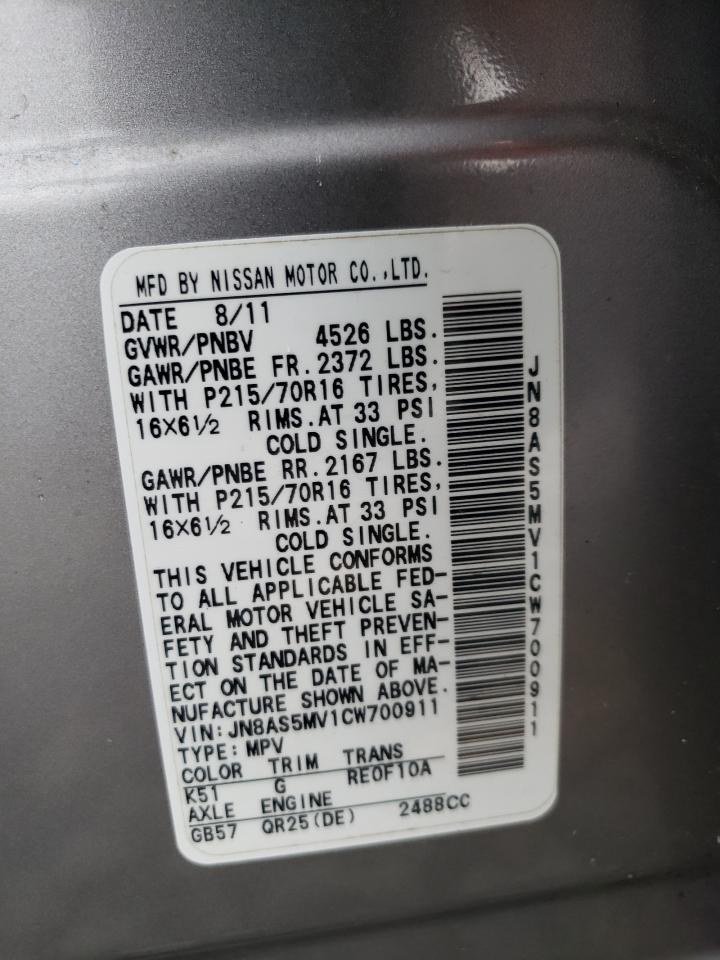 MFD BY NISSAN MOTOR CO.,LTD.
DATE 8/11
GVWR/PNBV 4526 LBS.
GAWR/PNBE FR.2372 LBS.
WITH P215/70R16 TIRES,
16X6½ RIMS.AT 33 PSI
COLD SINGLE.
GAWR/PNBE RR.2167 LBS.
WITH P215/70R16 TIRES,
16X6½ RIMS.AT 33 PSI
COLD SINGLE.
THIS VEHICLE CONFORMS
TO ALL APPLICABLE FED-
ERAL MOTOR VEHICLE SA-
FETY AND THEFT PREVEN-
TION STANDARDS IN EFF-
ECT ON THE DATE OF MA-
NUFACTURE SHOWN ABOVE.
VIN:JN8AS5MV1CW700911
TYPE:MPV
COLOR TRIM TRANS
K51 G RE0F10A
AXLE ENGINE
GB57 QR25(DE) 2488CC
JN8AS5MV1CW700911